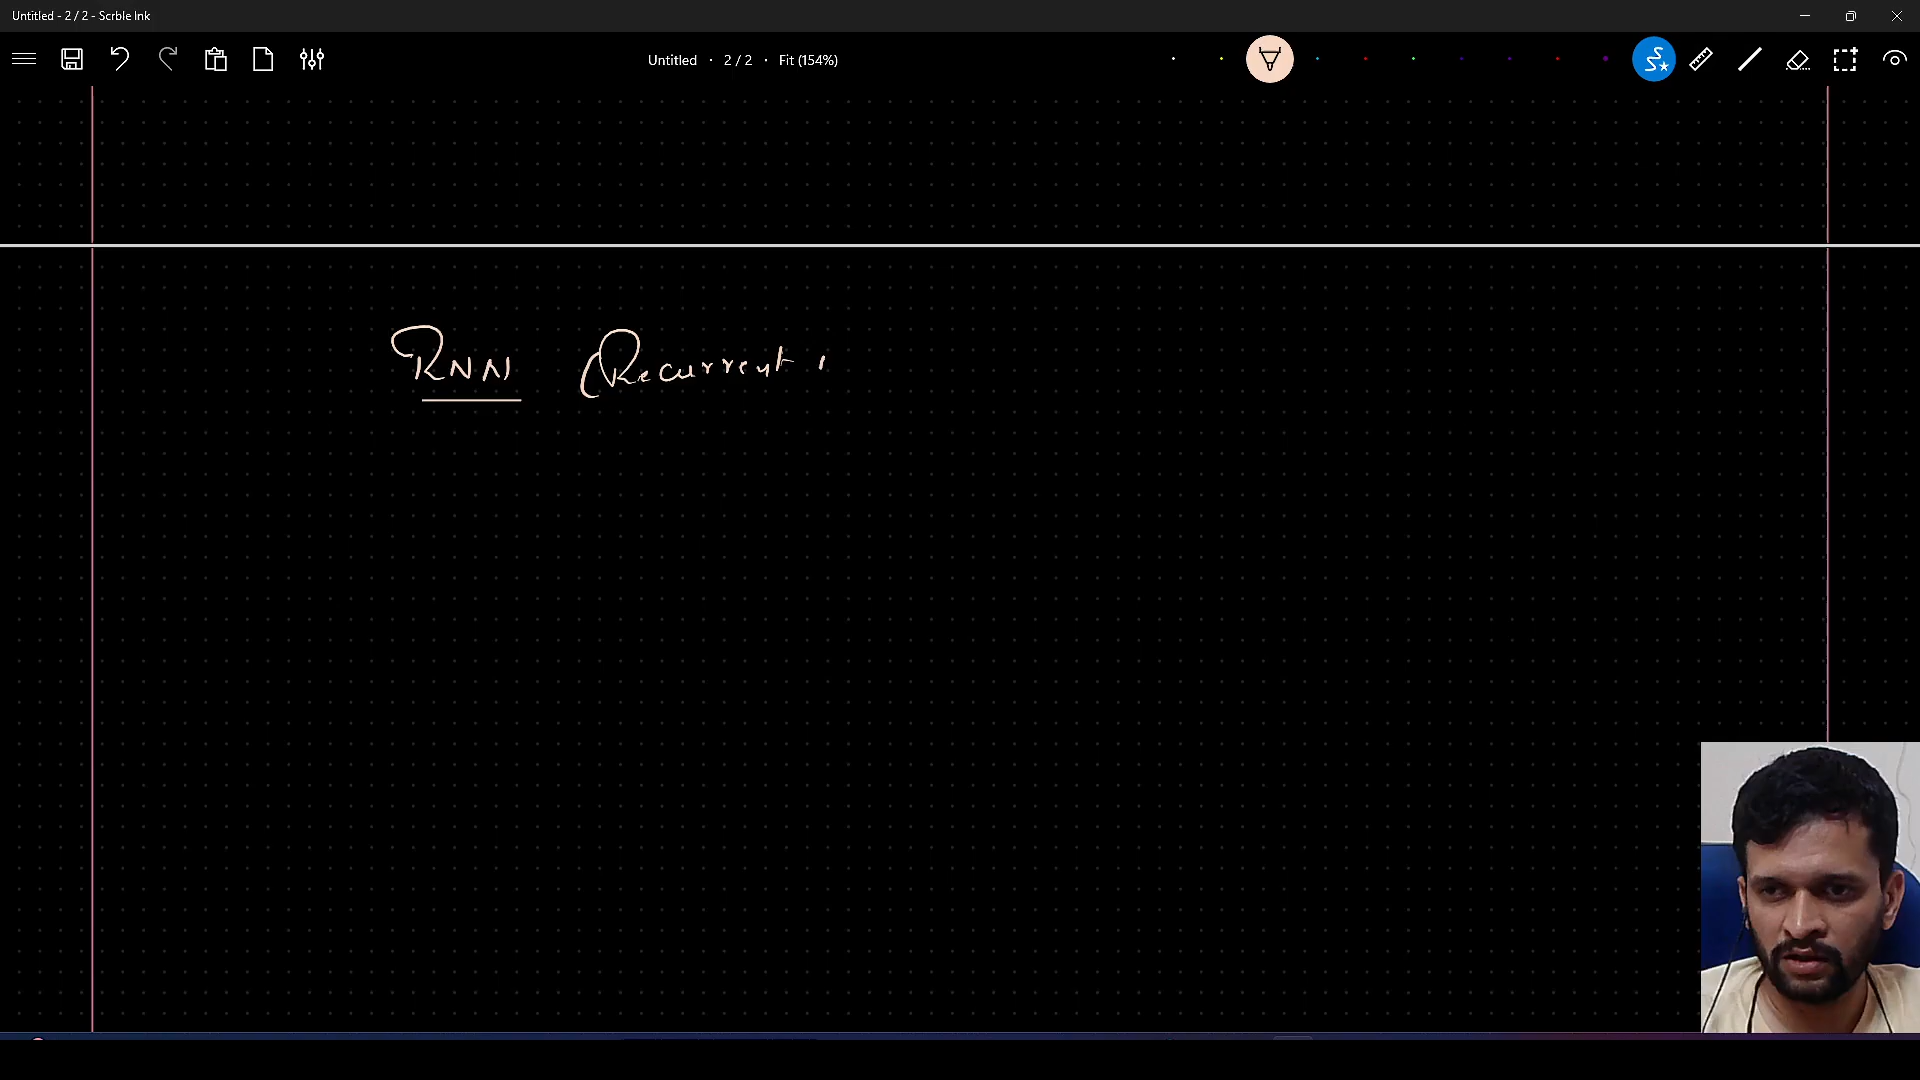 Untitled - 2 / 2 - Scrble Ink
Untitled · 2 / 2 · Fit (154%)
RNN (Recurrent